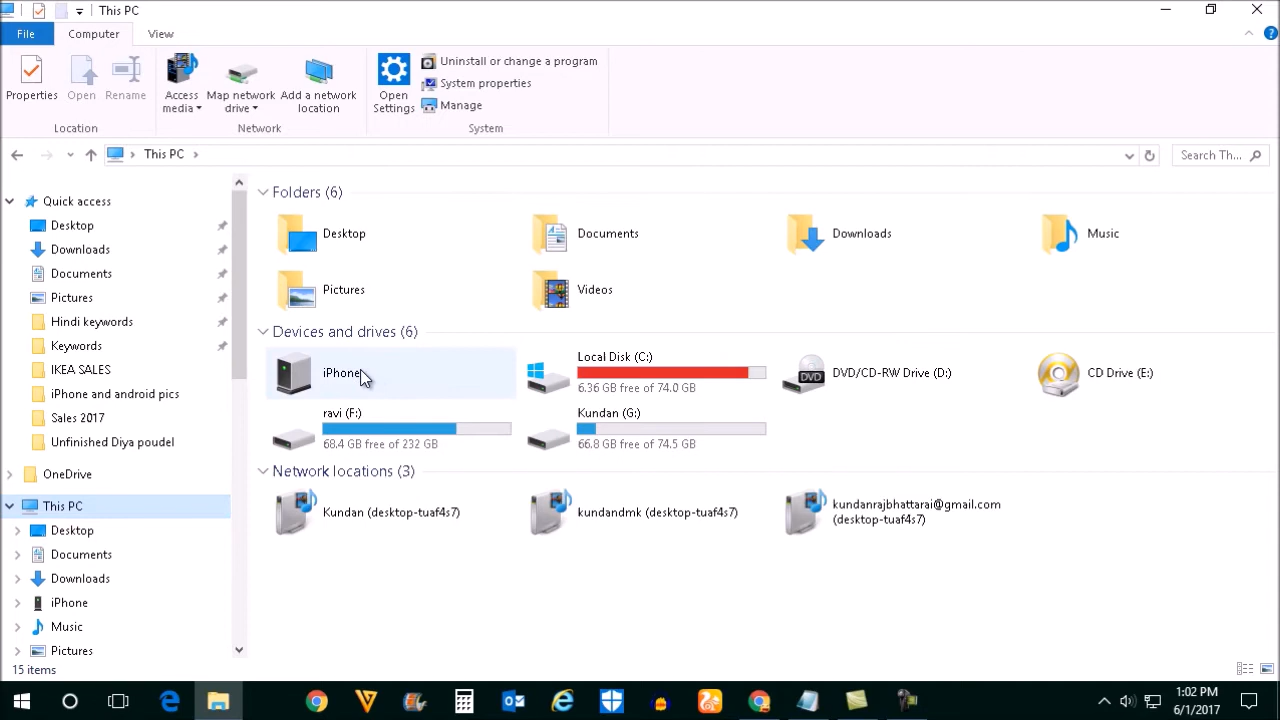 This PC
File
Computer
View
Properties
Open
Rename
Access
media
Map network
drive
Add a network
location
Open
Settings
Uninstall or change a program
System properties
Manage
Location
Network
System
This PC
Search Th...
Quick access
Desktop
Downloads
Documents
Pictures
Hindi keywords
Keywords
IKEA SALES
iPhone and android pics
Sales 2017
Unfinished Diya poudel
OneDrive
This PC
Desktop
Documents
Downloads
iPhone
Music
Pictures
Folders (6)
Desktop
Documents
Downloads
Music
Pictures
Videos
Devices and drives (6)
iPhone
Local Disk (C:)
6.36 GB free of 74.0 GB
DVD
DVD/CD-RW Drive (D:)
CD Drive (E:)
ravi (F:)
68.4 GB free of 232 GB
Kundan (G:)
66.8 GB free of 74.5 GB
Network locations (3)
Kundan (desktop-tuaf4s7)
kundandmk (desktop-tuaf4s7)
kundanrajbhattarai@gmail.com
(desktop-tuaf4s7)
15 items
1:02 PM
6/1/2017